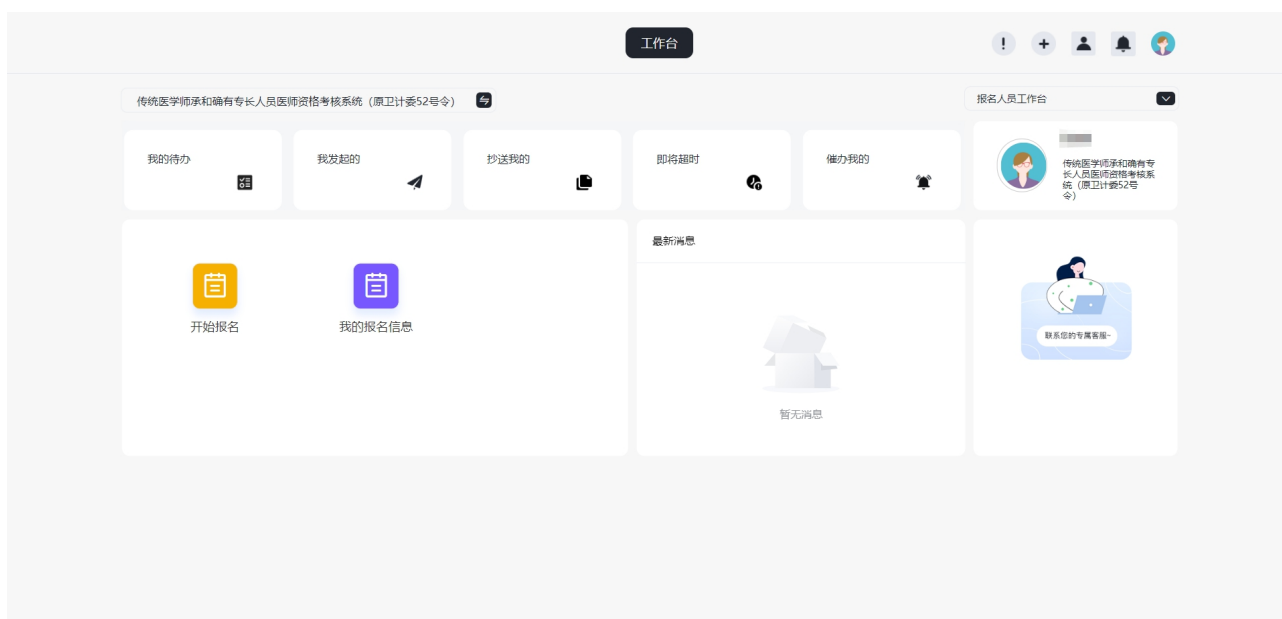 工作台
传统医学师承和确有专长人员医师资格考核系统（原卫计委52号令）
报名人员工作台
我的待办
我发起的
抄送我的
即将超时
催办我的
传统医学师承和确有专
长人员医师资格考核系
统（原卫计委52号
令）
最新消息
开始报名
我的报名信息
联系您的专属客服~
暂无消息